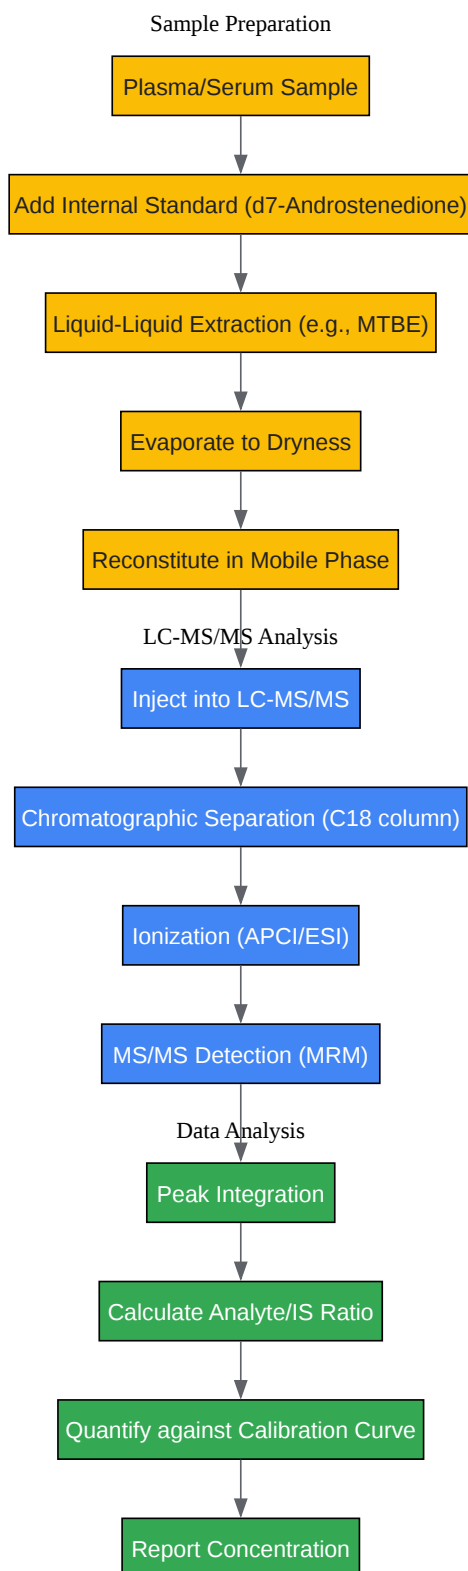 Sample Preparation
Plasma/Serum Sample
Add Internal Standard (d7-Androstenedione)
Liquid-Liquid Extraction (e.g., MTBE)
Evaporate to Dryness
Reconstitute in Mobile Phase
LC-MS/MS Analysis
Inject into LC-MS/MS
Chromatographic Separation (C18 column)
Ionization (APCI/ESI)
MS/MS Detection (MRM)
Data Analysis
Peak Integration
Calculate Analyte/IS Ratio
Quantify against Calibration Curve
Report Concentration